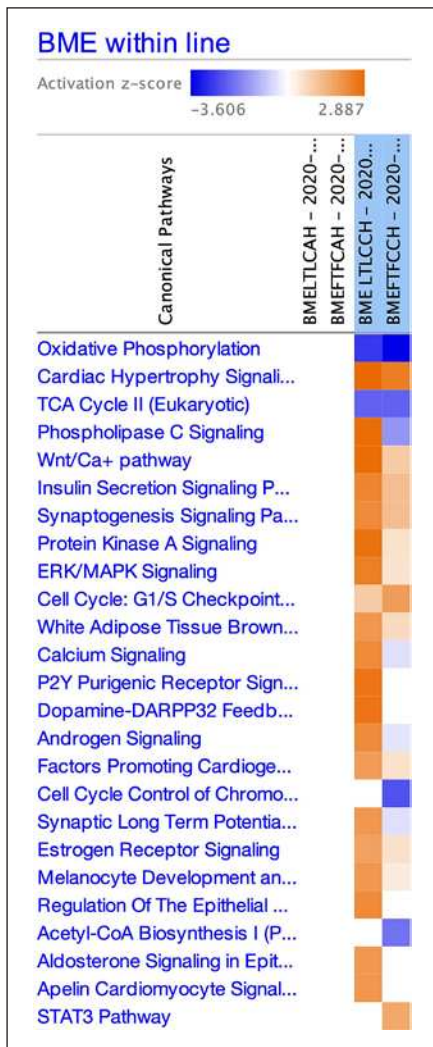 BME within line
Activation z-score
-3.606 2.887
Canonical Pathways
BMELTLCAH - 2020-...
BMEFTFCAH - 2020-...
BME LTLCCH - 2020...
BMEFTFCCH - 2020-...
Oxidative Phosphorylation
Cardiac Hypertrophy Signali...
TCA Cycle II (Eukaryotic)
Phospholipase C Signaling
Wnt/Ca+ pathway
Insulin Secretion Signaling P...
Synaptogenesis Signaling Pa...
Protein Kinase A Signaling
ERK/MAPK Signaling
Cell Cycle: G1/S Checkpoint...
White Adipose Tissue Brown...
Calcium Signaling
P2Y Purigenic Receptor Sign...
Dopamine-DARPP32 Feedb...
Androgen Signaling
Factors Promoting Cardioge...
Cell Cycle Control of Chromo...
Synaptic Long Term Potentia...
Estrogen Receptor Signaling
Melanocyte Development an...
Regulation Of The Epithelial ...
Acetyl-CoA Biosynthesis I (P...
Aldosterone Signaling in Epit...
Apelin Cardiomyocyte Signal...
STAT3 Pathway